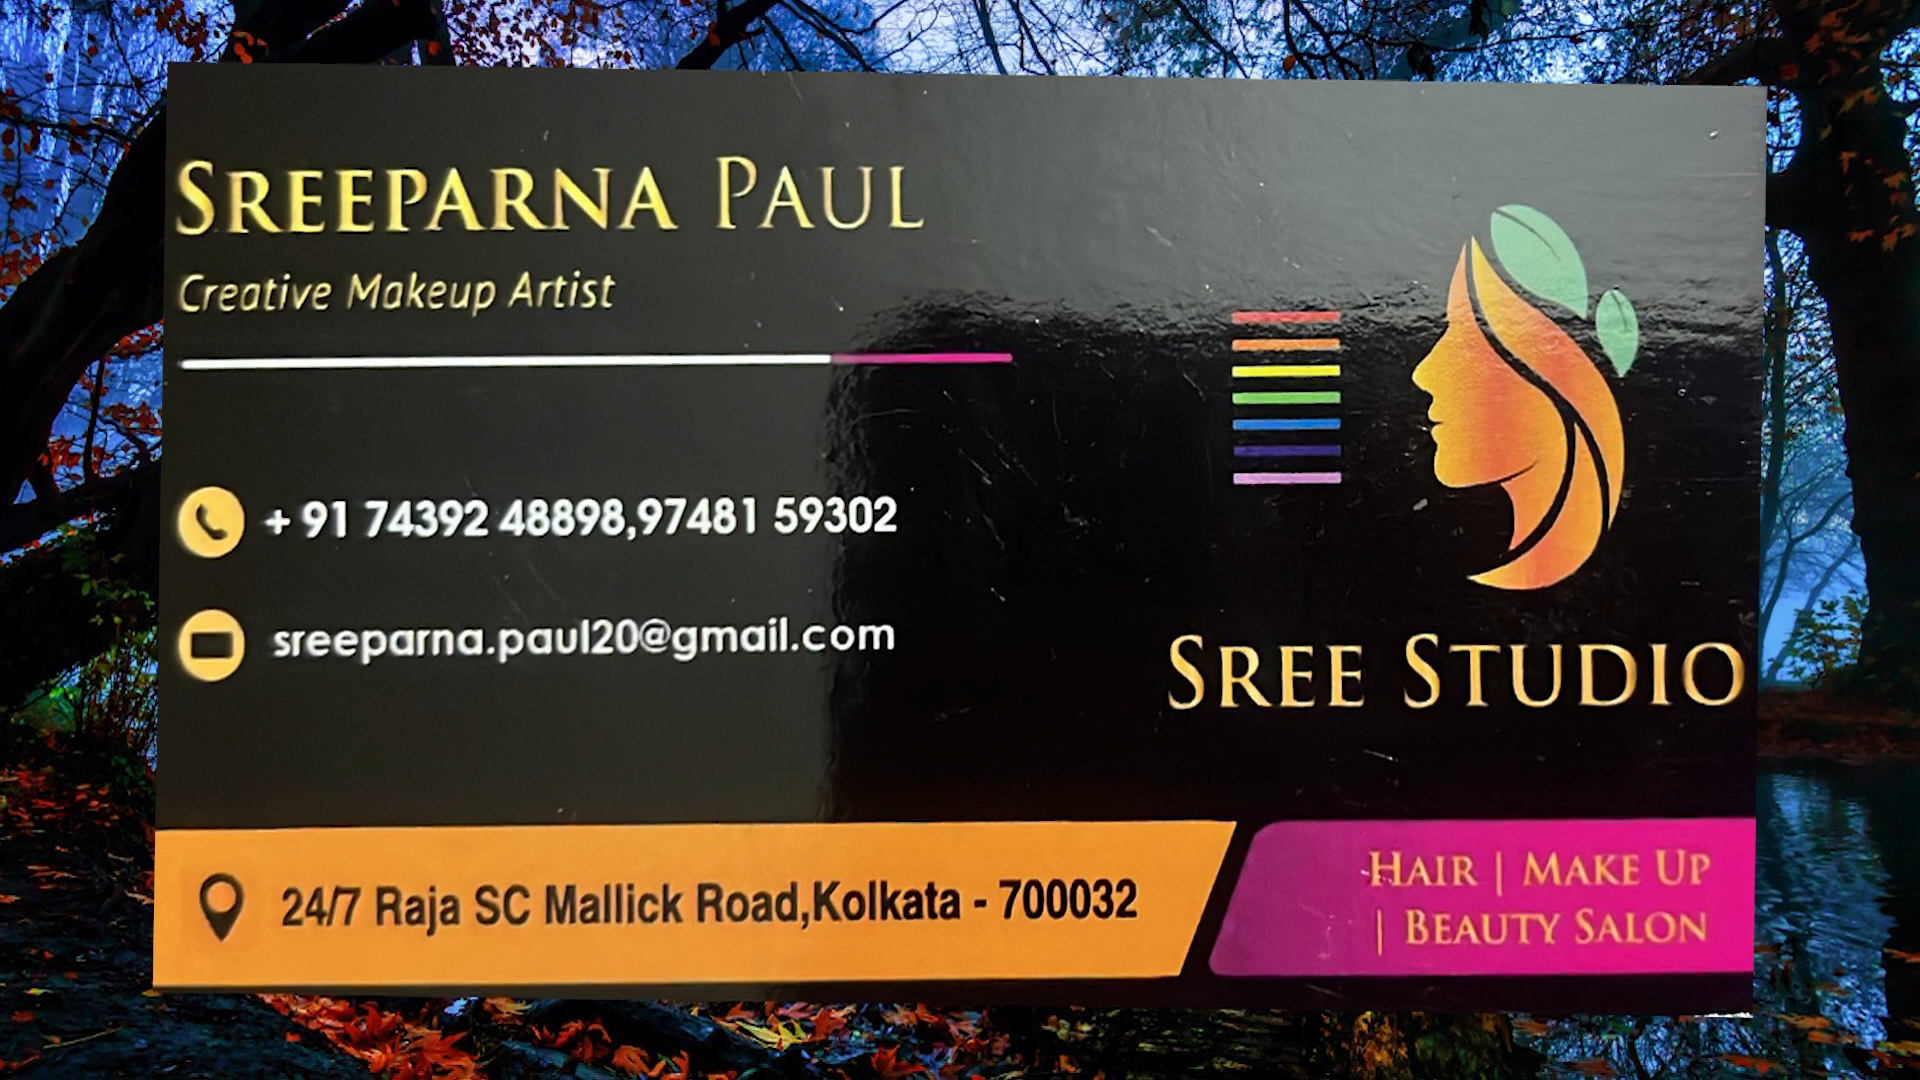 SREEPARNA PAUL
Creative Makeup Artist
+ 91 74392 48898,97481 59302
sreeparna.paul20@gmail.com
SREE STUDIO
24/7 Raja SC Mallick Road,Kolkata - 700032
HAIR | MAKE UP
| BEAUTY SALON